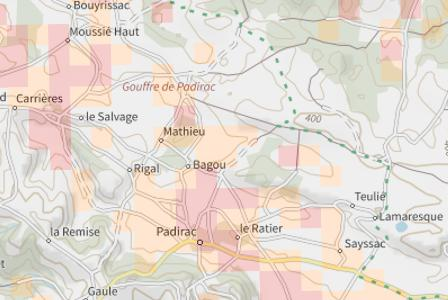 Bouyrissac
Moussié Haut
Gouffre de Padirac
d
Carrières
le Salvage
400
Mathieu
Rigal
Bagou
Teulié
Lamaresque
la Remise
Padirac
le Ratier
Sayssac
et
Gaule